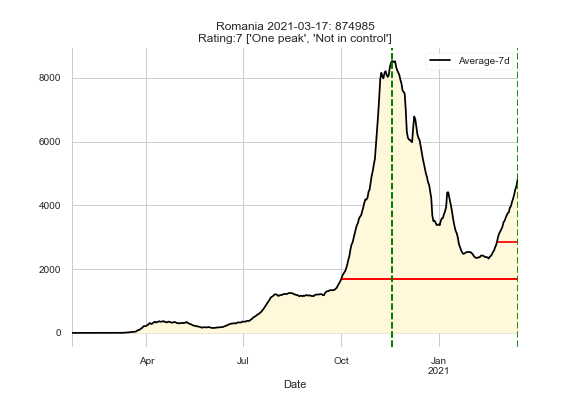 Romania 2021-03-17: 874985
Rating:7 ['One peak', 'Not in control']
Average-7d
8000
6000
4000
2000
0
Apr
Jul
Oct
Jan
2021
Date